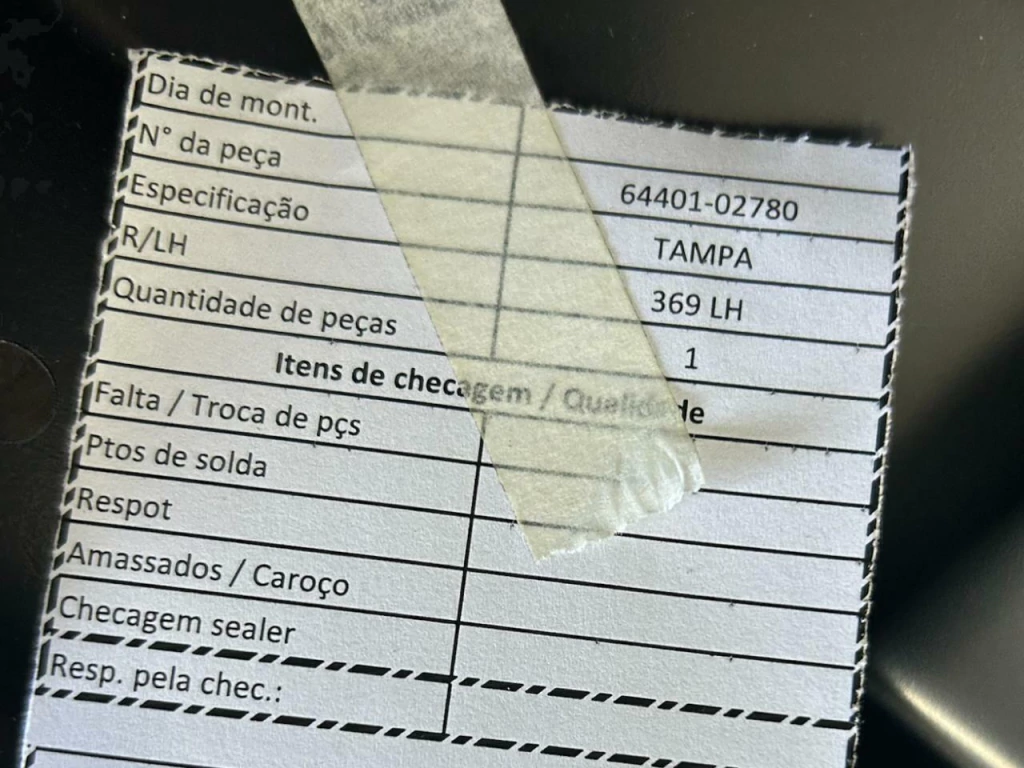 Dia de mont.
N° da peça 64401-02780
Especificação TAMPA
R/LH 369 LH
Quantidade de peças 1
Itens de checagem / Qualidade
Falta / Troca de pçs
Ptos de solda
Respot
Amassados / Caroço
Checagem sealer
Resp. pela chec.: